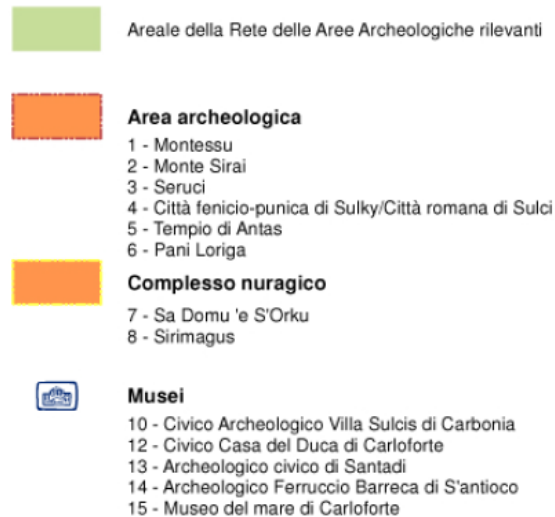 Areale della Rete delle Aree Archeologiche rilevanti
Area archeologica
1 - Montessu
2 - Monte Sirai
3 - Seruci
4 - Città fenicio-punica di Sulky/Città romana di Sulci
5 - Tempio di Antas
6 - Pani Loriga
Complesso nuragico
7 - Sa Domu 'e S'Orku
8 - Sirimagus
Musei
10 - Civico Archeologico Villa Sulcis di Carbonia
12 - Civico Casa del Duca di Carloforte
13 - Archeologico civico di Santadi
14 - Archeologico Ferruccio Barreca di S'antioco
15 - Museo del mare di Carloforte